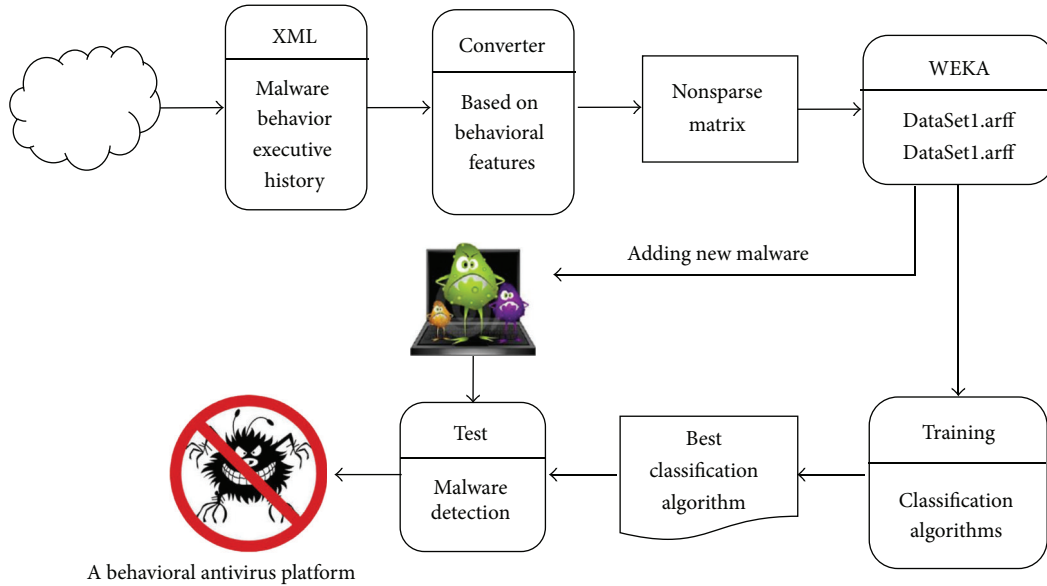 XML
Malware
behavior
executive
history
Converter
Based on
behavioral
features
Nonsparse
matrix
WEKA
DataSet1.arff
DataSet1.arff
Adding new malware
Test
Malware
detection
Best
classification
algorithm
Training
Classification
algorithms
A behavioral antivirus platform